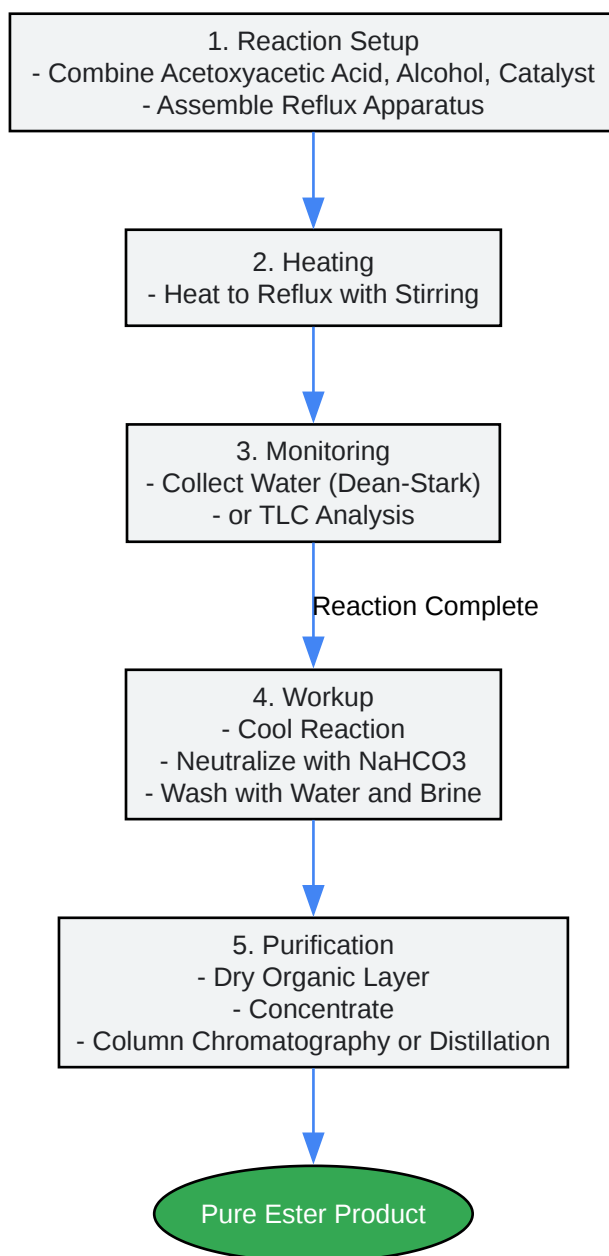 1. Reaction Setup
- Combine Acetoxyacetic Acid, Alcohol, Catalyst
- Assemble Reflux Apparatus
2. Heating
- Heat to Reflux with Stirring
3. Monitoring
- Collect Water (Dean-Stark)
- or TLC Analysis
Reaction Complete
4. Workup
- Cool Reaction
- Neutralize with NaHCO3
- Wash with Water and Brine
5. Purification
- Dry Organic Layer
- Concentrate
- Column Chromatography or Distillation
Pure Ester Product